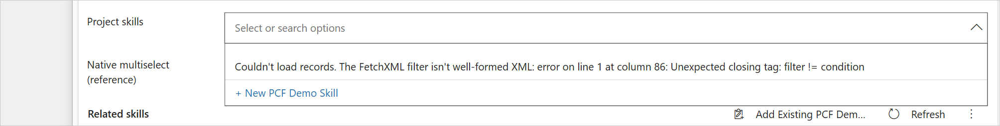 Project skills
Select or search options
Native multiselect
(reference)
Couldn't load records. The FetchXML filter isn't well-formed XML: error on line 1 at column 86: Unexpected closing tag: filter != condition
+ New PCF Demo Skill
Related skills
Add Existing PCF Dem...
Refresh